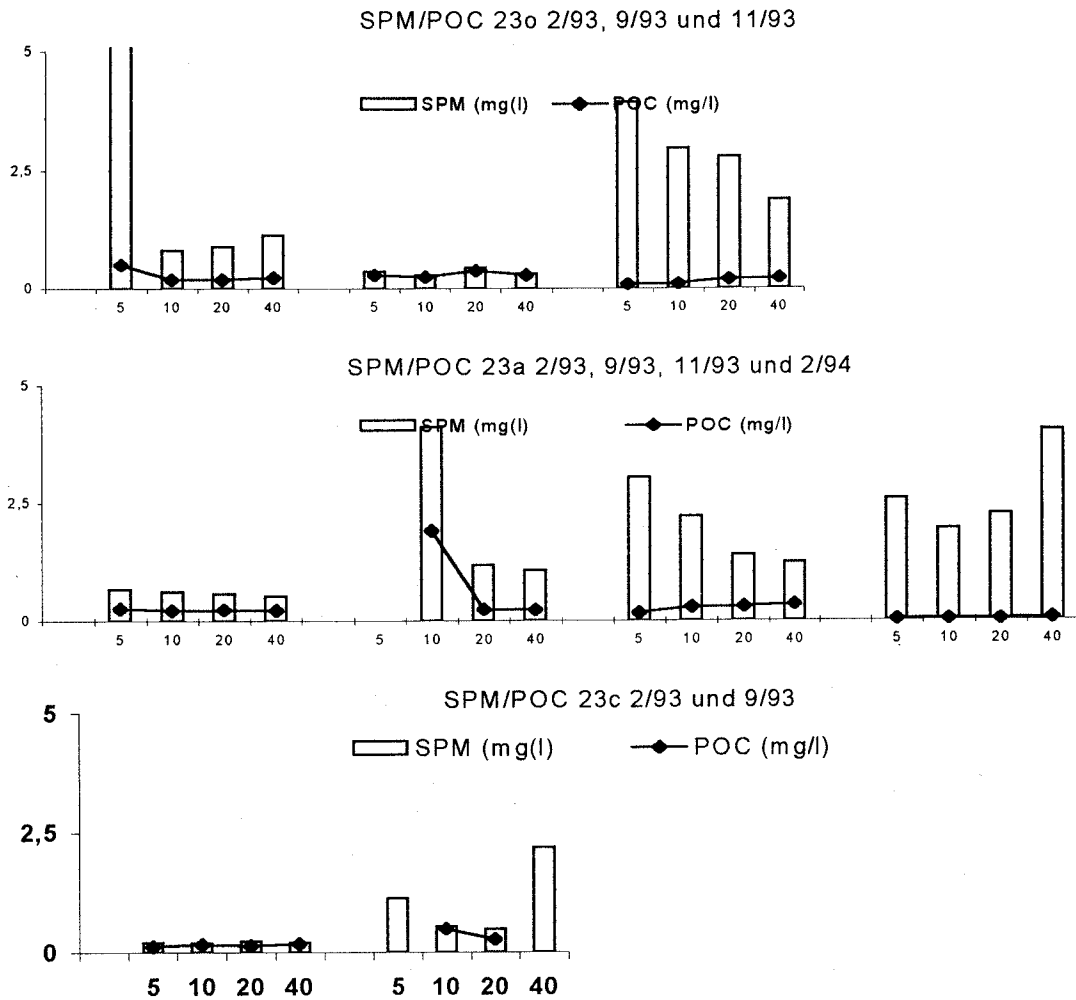 SPM/POC 23o 2/93, 9/93 und 11/93
5
SPM (mg(l) POC (mg/l)
2,5
0
5 10 20 40 5 10 20 40 5 10 20 40
SPM/POC 23a 2/93, 9/93, 11/93 und 2/94
5
SPM (mg(l) POC (mg/l)
2,5
0
5 10 20 40 5 10 20 40 5 10 20 40 5 10 20 40
SPM/POC 23c 2/93 und 9/93
5
SPM (mg(l) POC (mg/l)
2,5
0
5 10 20 40 5 10 20 40